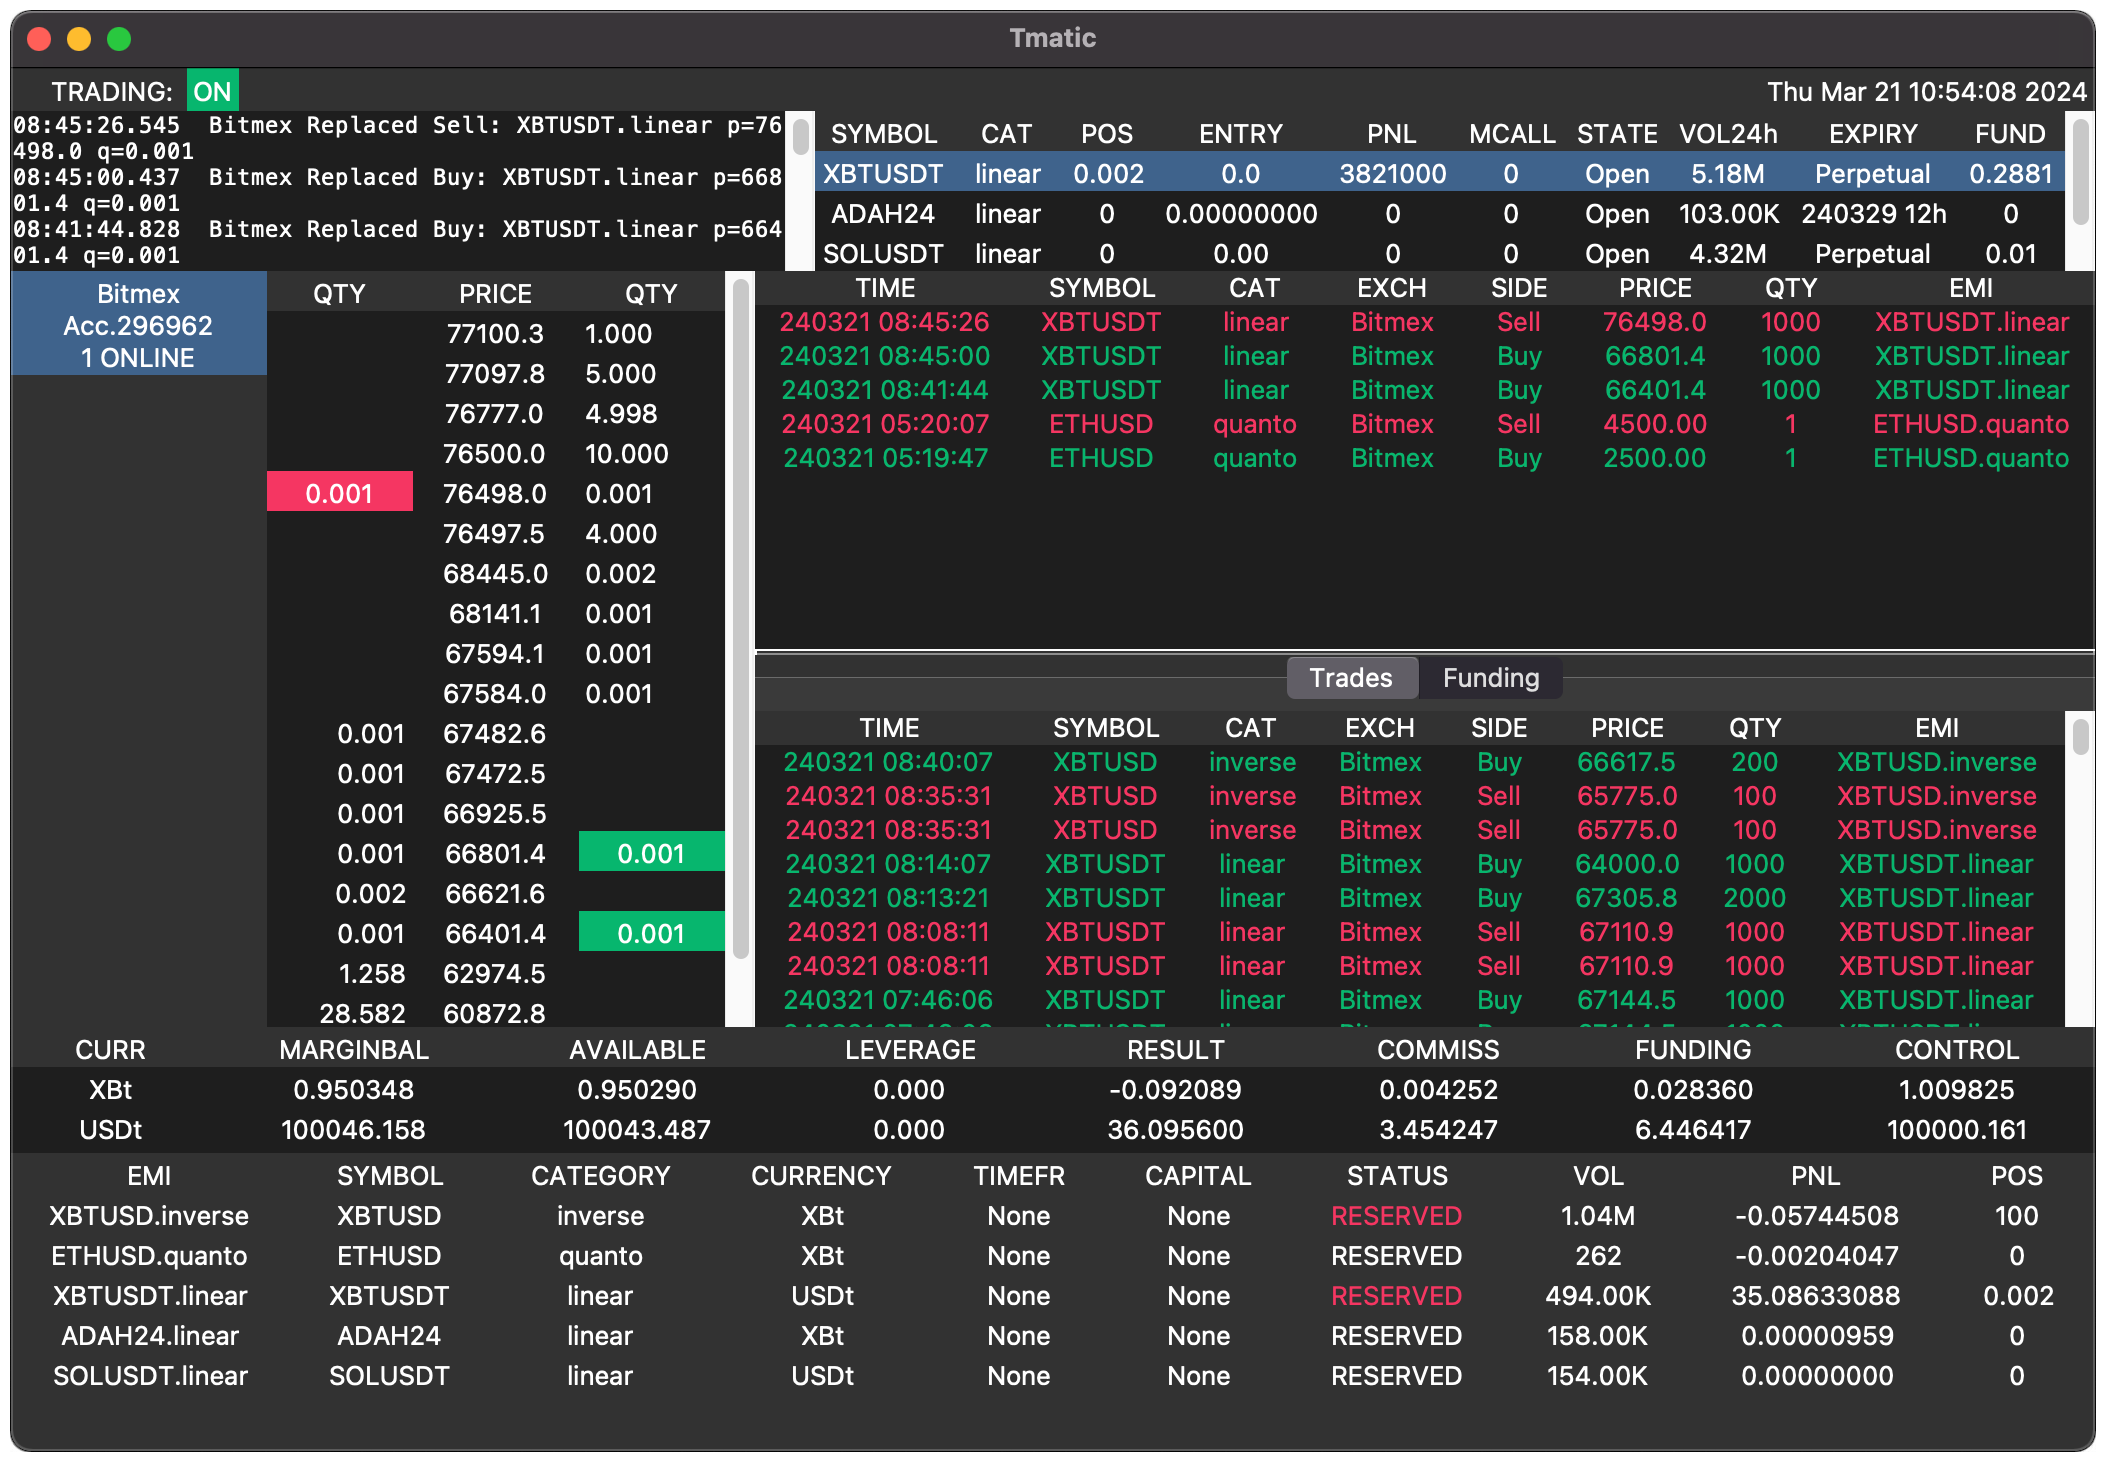 Tmatic
TRADING: ON
Thu Mar 21 10:54:08 2024
08:45:26.545 Bitmex Replaced Sell: XBTUSDT.linear p=76
498.0 q=0.001
08:45:00.437 Bitmex Replaced Buy: XBTUSDT.linear p=668
01.4 q=0.001
08:41:44.828 Bitmex Replaced Buy: XBTUSDT.linear p=664
01.4 q=0.001
SYMBOL CAT POS ENTRY PNL MCALL STATE VOL24h EXPIRY FUND
XBTUSDT linear 0.002 0.0 3821000 0 Open 5.18M Perpetual 0.2881
ADAH24 linear 0 0.00000000 0 0 Open 103.00K 240329 12h 0
SOLUSDT linear 0 0.00 0 0 Open 4.32M Perpetual 0.01
Bitmex
Acc.296962
1 ONLINE
QTY PRICE QTY
77100.3 1.000
77097.8 5.000
76777.0 4.998
76500.0 10.000
0.001 76498.0 0.001
76497.5 4.000
68445.0 0.002
68141.1 0.001
67594.1 0.001
67584.0 0.001
0.001 67482.6
0.001 67472.5
0.001 66925.5
0.001 66801.4 0.001
0.002 66621.6
0.001 66401.4 0.001
1.258 62974.5
28.582 60872.8
TIME SYMBOL CAT EXCH SIDE PRICE QTY EMI
240321 08:45:26 XBTUSDT linear Bitmex Sell 76498.0 1000 XBTUSDT.linear
240321 08:45:00 XBTUSDT linear Bitmex Buy 66801.4 1000 XBTUSDT.linear
240321 08:41:44 XBTUSDT linear Bitmex Buy 66401.4 1000 XBTUSDT.linear
240321 05:20:07 ETHUSD quanto Bitmex Sell 4500.00 1 ETHUSD.quanto
240321 05:19:47 ETHUSD quanto Bitmex Buy 2500.00 1 ETHUSD.quanto
Trades Funding
TIME SYMBOL CAT EXCH SIDE PRICE QTY EMI
240321 08:40:07 XBTUSD inverse Bitmex Buy 66617.5 200 XBTUSD.inverse
240321 08:35:31 XBTUSD inverse Bitmex Sell 65775.0 100 XBTUSD.inverse
240321 08:35:31 XBTUSD inverse Bitmex Sell 65775.0 100 XBTUSD.inverse
240321 08:14:07 XBTUSDT linear Bitmex Buy 64000.0 1000 XBTUSDT.linear
240321 08:13:21 XBTUSDT linear Bitmex Buy 67305.8 2000 XBTUSDT.linear
240321 08:08:11 XBTUSDT linear Bitmex Sell 67110.9 1000 XBTUSDT.linear
240321 08:08:11 XBTUSDT linear Bitmex Sell 67110.9 1000 XBTUSDT.linear
240321 07:46:06 XBTUSDT linear Bitmex Buy 67144.5 1000 XBTUSDT.linear
CURR MARGINBAL AVAILABLE LEVERAGE RESULT COMMISS FUNDING CONTROL
XBt 0.950348 0.950290 0.000 -0.092089 0.004252 0.028360 1.009825
USDt 100046.158 100043.487 0.000 36.095600 3.454247 6.446417 100000.161
EMI SYMBOL CATEGORY CURRENCY TIMEFR CAPITAL STATUS VOL PNL POS
XBTUSD.inverse XBTUSD inverse XBt None None RESERVED 1.04M -0.05744508 100
ETHUSD.quanto ETHUSD quanto XBt None None RESERVED 262 -0.00204047 0
XBTUSDT.linear XBTUSDT linear USDt None None RESERVED 494.00K 35.08633088 0.002
ADAH24.linear ADAH24 linear XBt None None RESERVED 158.00K 0.00000959 0
SOLUSDT.linear SOLUSDT linear USDt None None RESERVED 154.00K 0.00000000 0